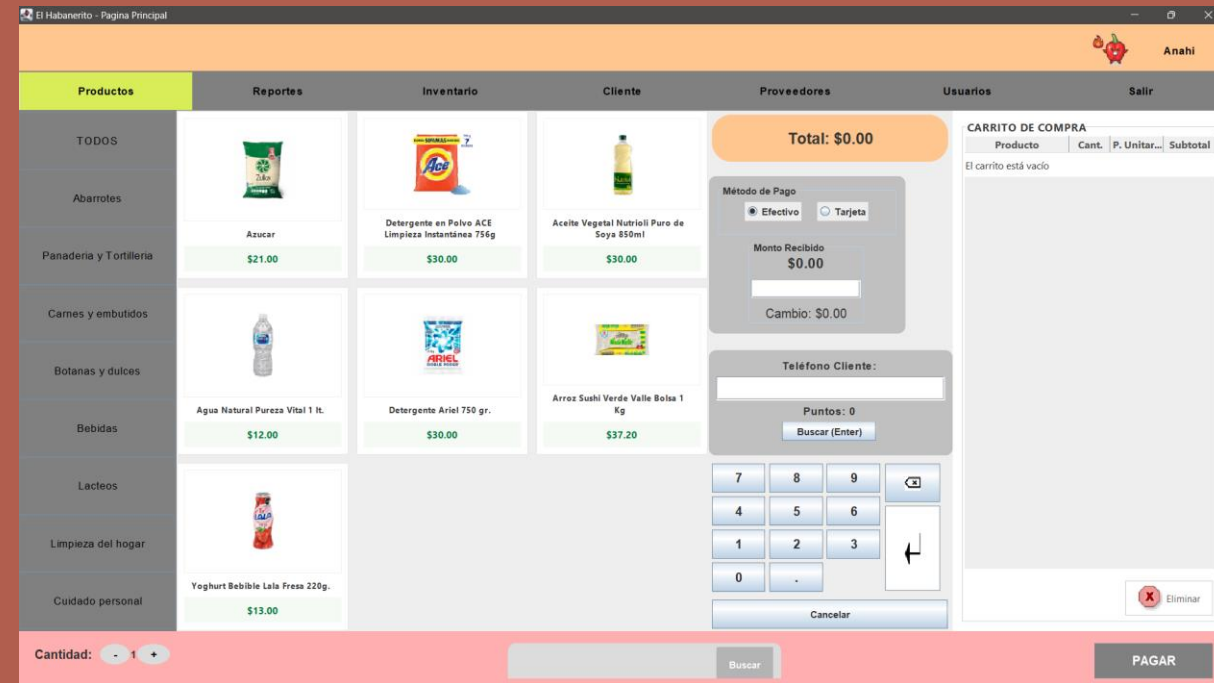 El Habanerito - Pagina Principal
Anahi
Productos
Reportes
Inventario
Cliente
Proveedores
Usuarios
Salir
TODOS
Abarrotes
Panaderia y Tortilleria
Carnes y embutidos
Botanas y dulces
Bebidas
Lacteos
Limpieza del hogar
Cuidado personal
Zulka
Azucar
$21.00
Ace
Detergente en Polvo ACE
Limpieza Instantánea 756g
$30.00
Aceite Vegetal Nutrioli Puro de
Soya 850ml
$30.00
Agua Natural Pureza Vital 1 lt.
$12.00
ARIEL
Detergente Ariel 750 gr.
$30.00
Arroz Sushi Verde Valle Bolsa 1
Kg
$37.20
Lala
Yoghurt Bebible Lala Fresa 220g.
$13.00
Total: $0.00
Método de Pago
Efectivo
Tarjeta
Monto Recibido
$0.00
Cambio: $0.00
Teléfono Cliente:
Puntos: 0
Buscar (Enter)
7 8 9
4 5 6
1 2 3
0 .
Cancelar
CARRITO DE COMPRA
Producto Cant. P. Unitar... Subtotal
El carrito está vacío
Eliminar
Cantidad: - 1 +
Buscar
PAGAR